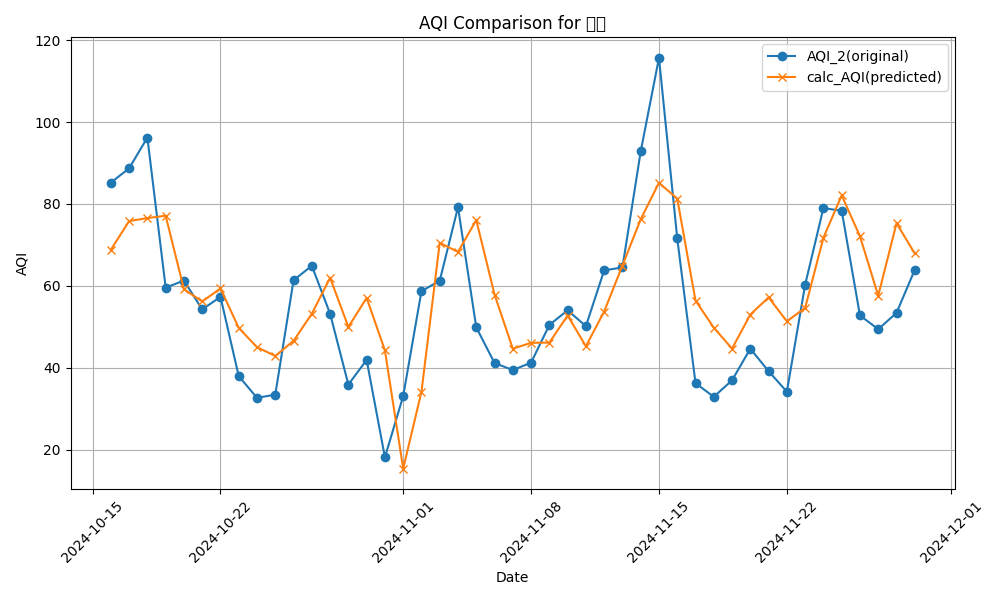 AQI Comparison for
AQI_2(original)
calc_AQI(predicted)
AQI
120
100
80
60
40
20
2024-10-15
2024-10-22
2024-11-01
2024-11-08
2024-11-15
2024-11-22
2024-12-01
Date